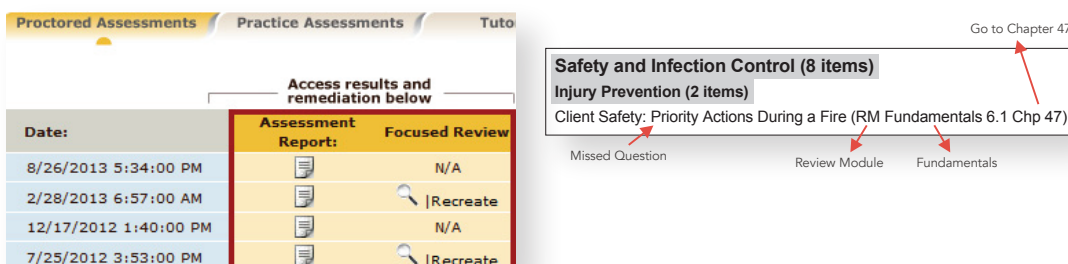 Proctored Assessments Practice Assessments Tuto
Access results and
remediation below
Date: Assessment Report: Focused Review
8/26/2013 5:34:00 PM N/A
2/28/2013 6:57:00 AM |Recreate
12/17/2012 1:40:00 PM N/A
7/25/2012 3:53:00 PM |Recreate
Go to Chapter 47
Safety and Infection Control (8 items)
Injury Prevention (2 items)
Client Safety: Priority Actions During a Fire (RM Fundamentals 6.1 Chp 47)
Missed Question Review Module Fundamentals